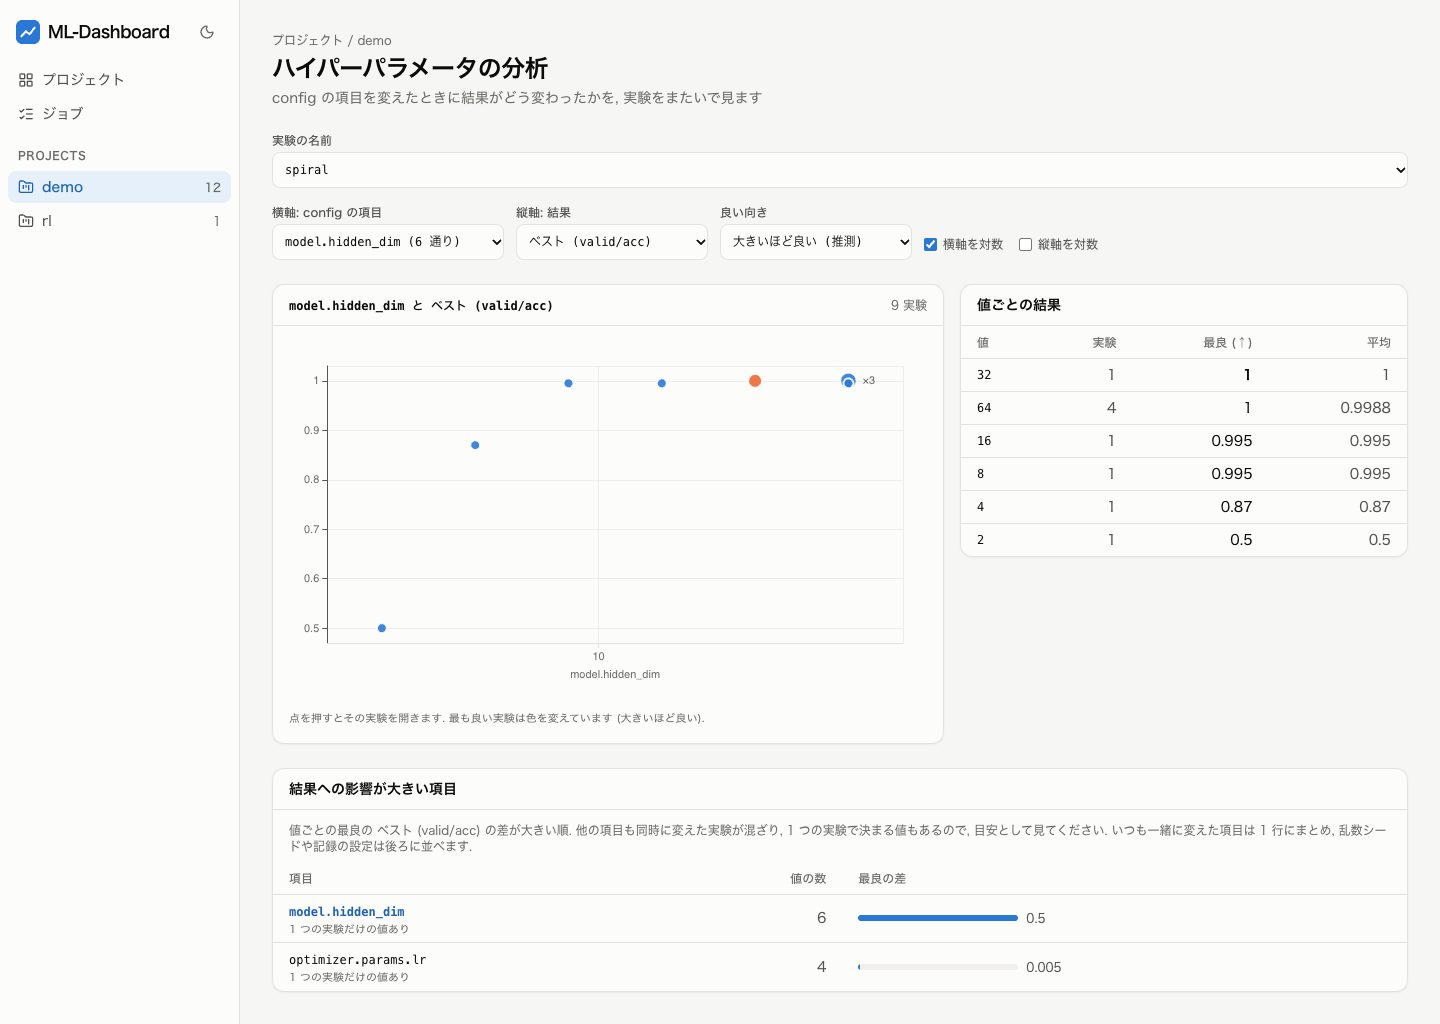 ML-Dashboard
プロジェクト
ジョブ
PROJECTS
demo 12
rl 1
プロジェクト / demo
ハイパーパラメータの分析
config の項目を変えたときに結果がどう変わったかを, 実験をまたいで見ます
実験の名前
spiral
横軸: config の項目 縦軸: 結果 良い向き
model.hidden_dim (6 通り) ベスト (valid/acc) 大きいほど良い (推測) 横軸を対数 縦軸を対数
model.hidden_dim と ベスト (valid/acc) 9 実験
1
0.9
0.8
0.7
0.6
0.5
×3
10
model.hidden_dim
点を押すとその実験を開きます. 最も良い実験は色を変えています (大きいほど良い).
値ごとの結果
値 実験 最良 (↑) 平均
32 1 1 1
64 4 1 0.9988
16 1 0.995 0.995
8 1 0.995 0.995
4 1 0.87 0.87
2 1 0.5 0.5
結果への影響が大きい項目
値ごとの最良の ベスト (valid/acc) の差が大きい順. 他の項目も同時に変えた実験が混ざり, 1 つの実験で決まる値もあるので, 目安として見てください. いつも一緒に変えた項目は 1 行にまとめ, 乱数シー
ドや記録の設定は後ろに並べます.
項目 値の数 最良の差
model.hidden_dim 6 0.5
1 つの実験だけの値あり
optimizer.params.lr 4 0.005
1 つの実験だけの値あり